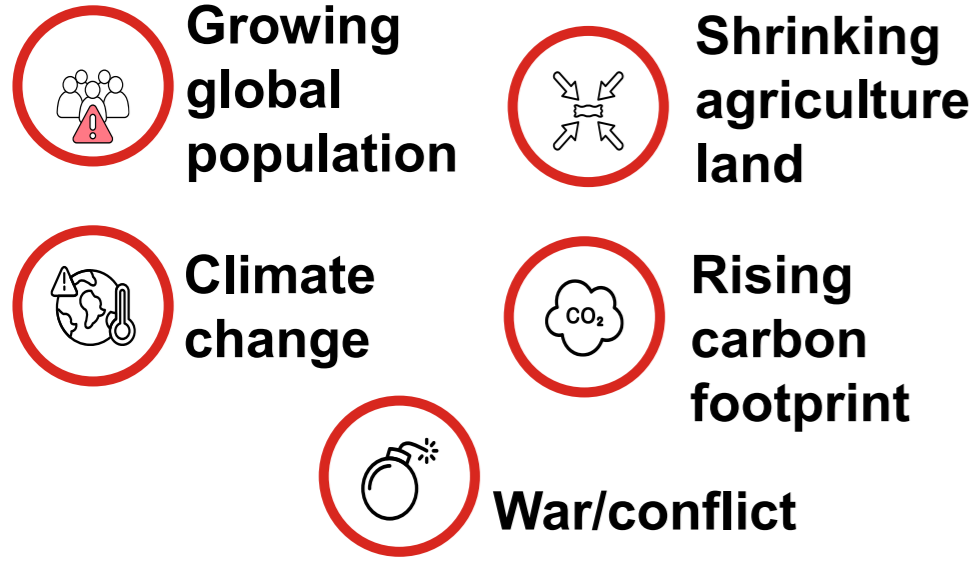 Growing
global
population
Shrinking
agriculture
land
Climate
change
CO₂
Rising
carbon
footprint
War/conflict